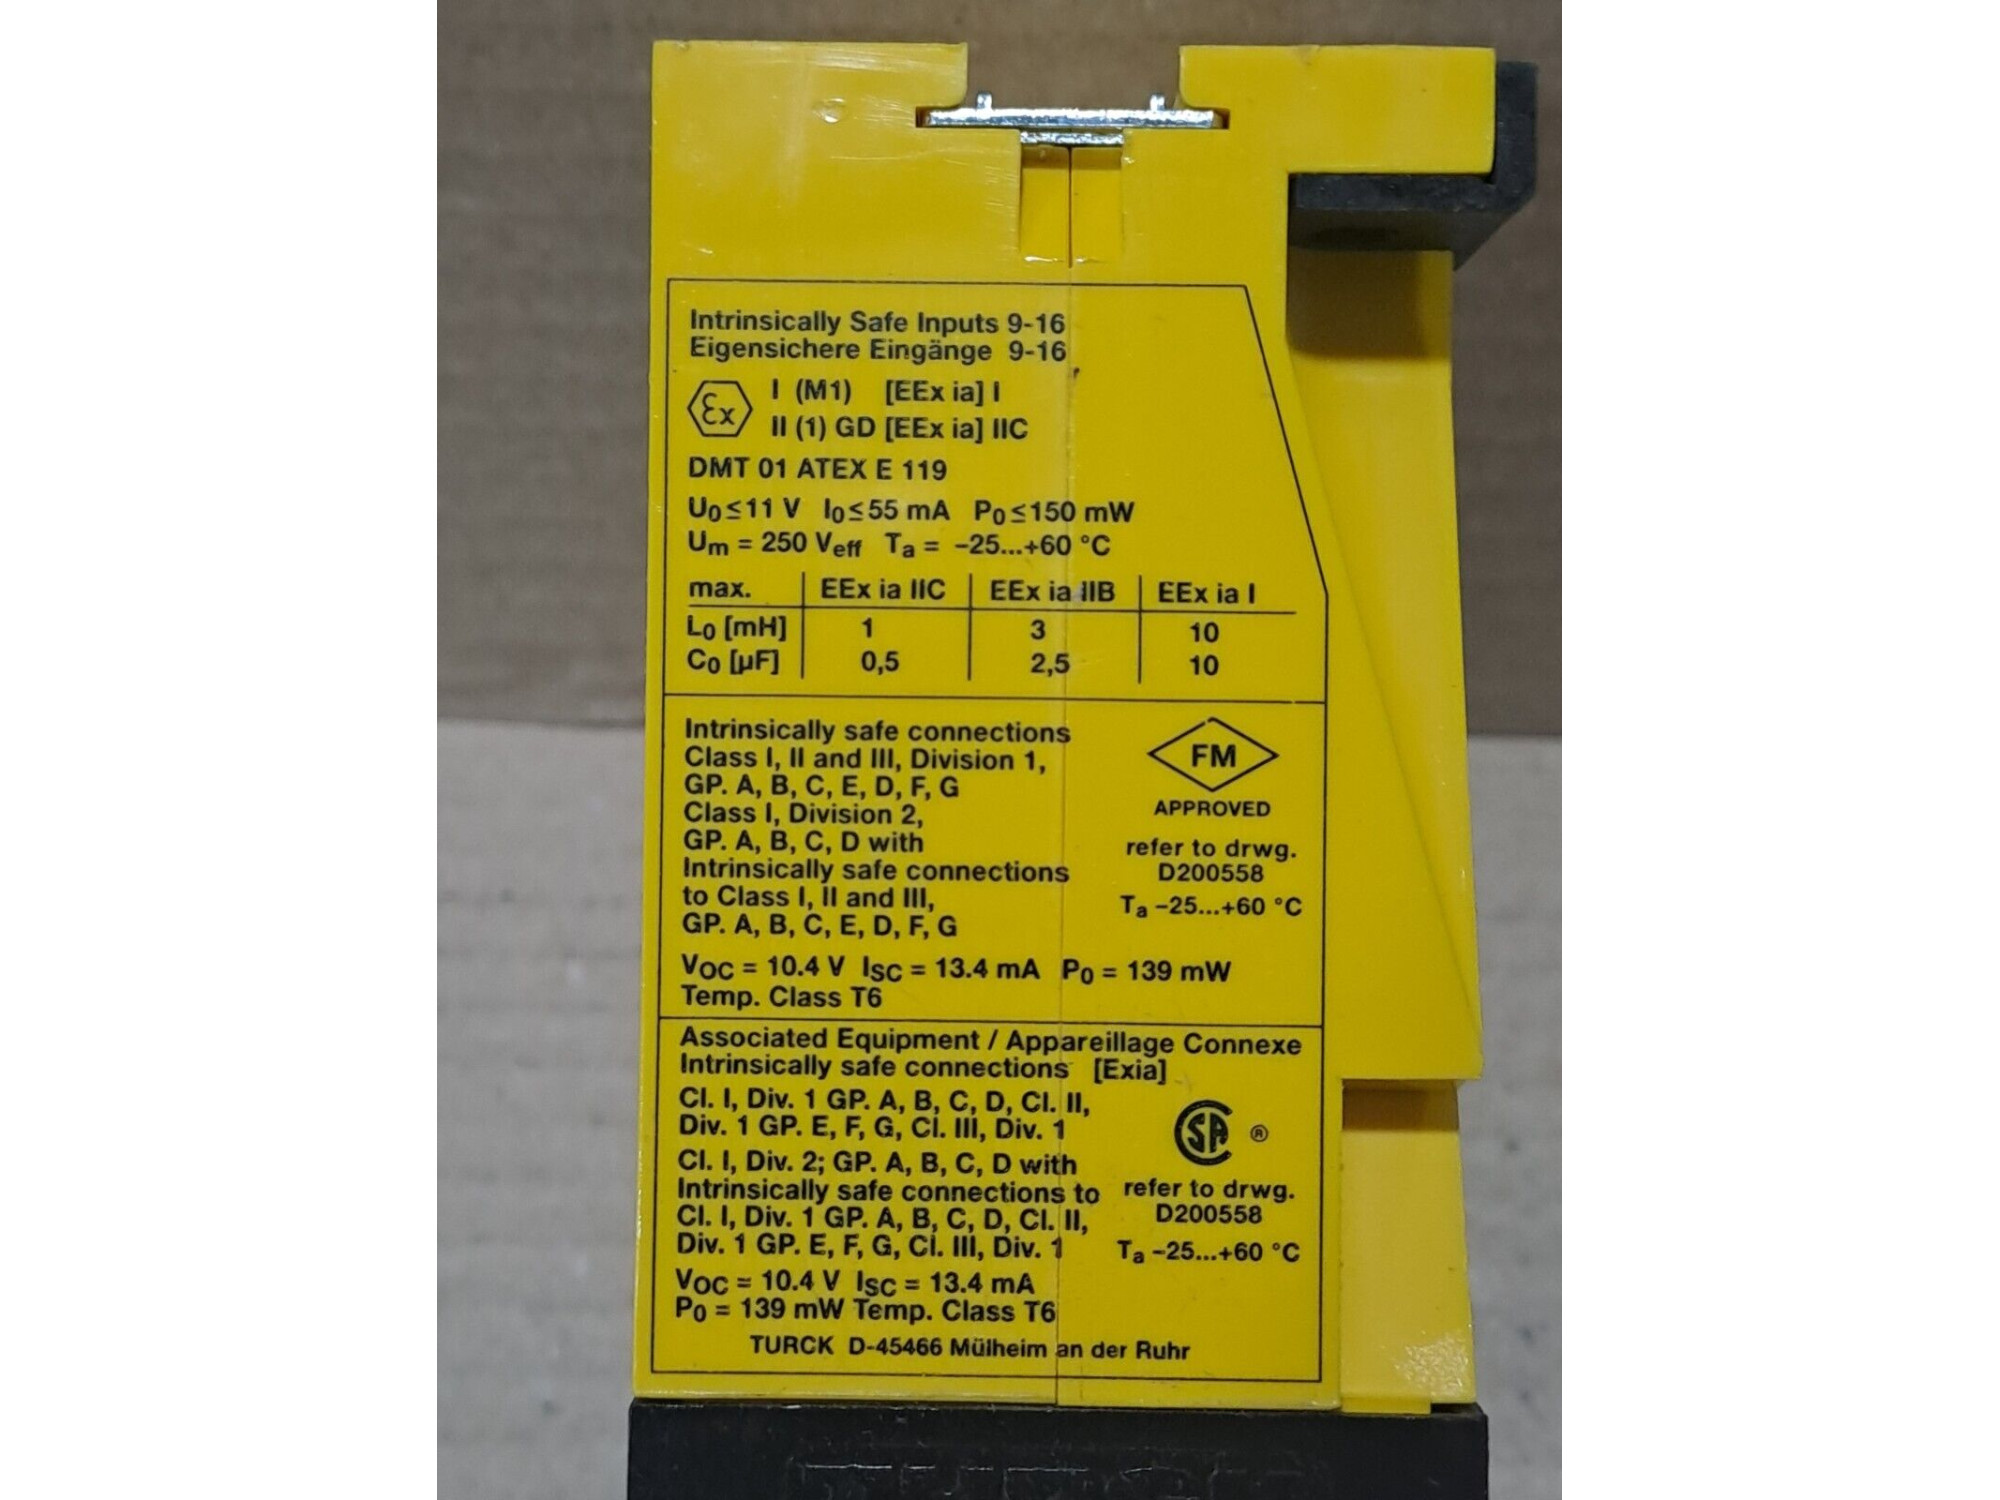 Intrinsically Safe Inputs 9-16
Eigensichere Eingänge 9-16
Ex I (M1) [EEx ia] I
II (1) GD [EEx ia] IIC
DMT 01 ATEX E 119
U0≤11 V I0≤55 mA P0≤150 mW
Um = 250 Veff Ta = -25...+60 °C
max. EEx ia IIC EEx ia IIB EEx ia I
L0 [mH] 1 3 10
C0 [µF] 0,5 2,5 10
Intrinsically safe connections
Class I, II and III, Division 1,
GP. A, B, C, E, D, F, G
Class I, Division 2,
GP. A, B, C, D with
Intrinsically safe connections
to Class I, II and III,
GP. A, B, C, E, D, F, G
FM
APPROVED
refer to drwg.
D200558
Ta -25...+60 °C
VOC = 10.4 V ISC = 13.4 mA P0 = 139 mW
Temp. Class T6
Associated Equipment / Appareillage Connexe
Intrinsically safe connections [Exia]
Cl. I, Div. 1 GP. A, B, C, D, Cl. II,
Div. 1 GP. E, F, G, Cl. III, Div. 1
Cl. I, Div. 2; GP. A, B, C, D with
Intrinsically safe connections to
Cl. I, Div. 1 GP. A, B, C, D, Cl. II,
Div. 1 GP. E, F, G, Cl. III, Div. 1
SA ®
refer to drwg.
D200558
Ta -25...+60 °C
VOC = 10.4 V ISC = 13.4 mA
P0 = 139 mW Temp. Class T6
TURCK D-45466 Mülheim an der Ruhr